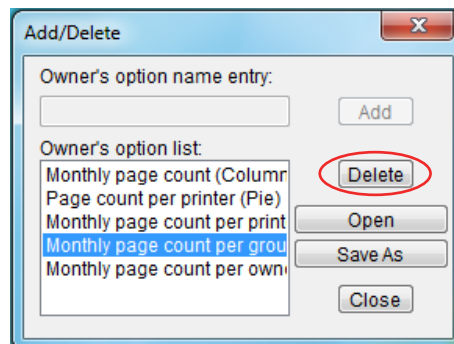 Add/Delete
Owner's option name entry:
Add
Owner's option list:
Monthly page count (Column
Delete
Page count per printer (Pie)
Monthly page count per print
Open
Monthly page count per grou
Save As
Monthly page count per own
Close